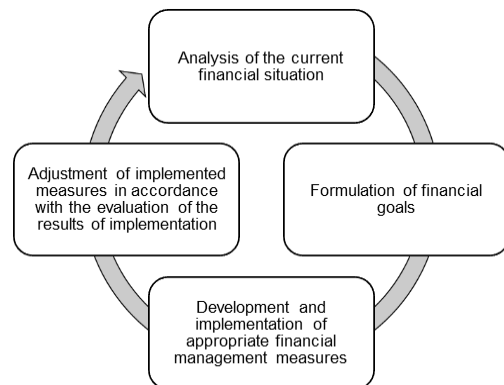 Analysis of the current
financial situation
Formulation of financial
goals
Development and
implementation of
appropriate financial
management measures
Adjustment of implemented
measures in accordance
with the evaluation of the
results of implementation